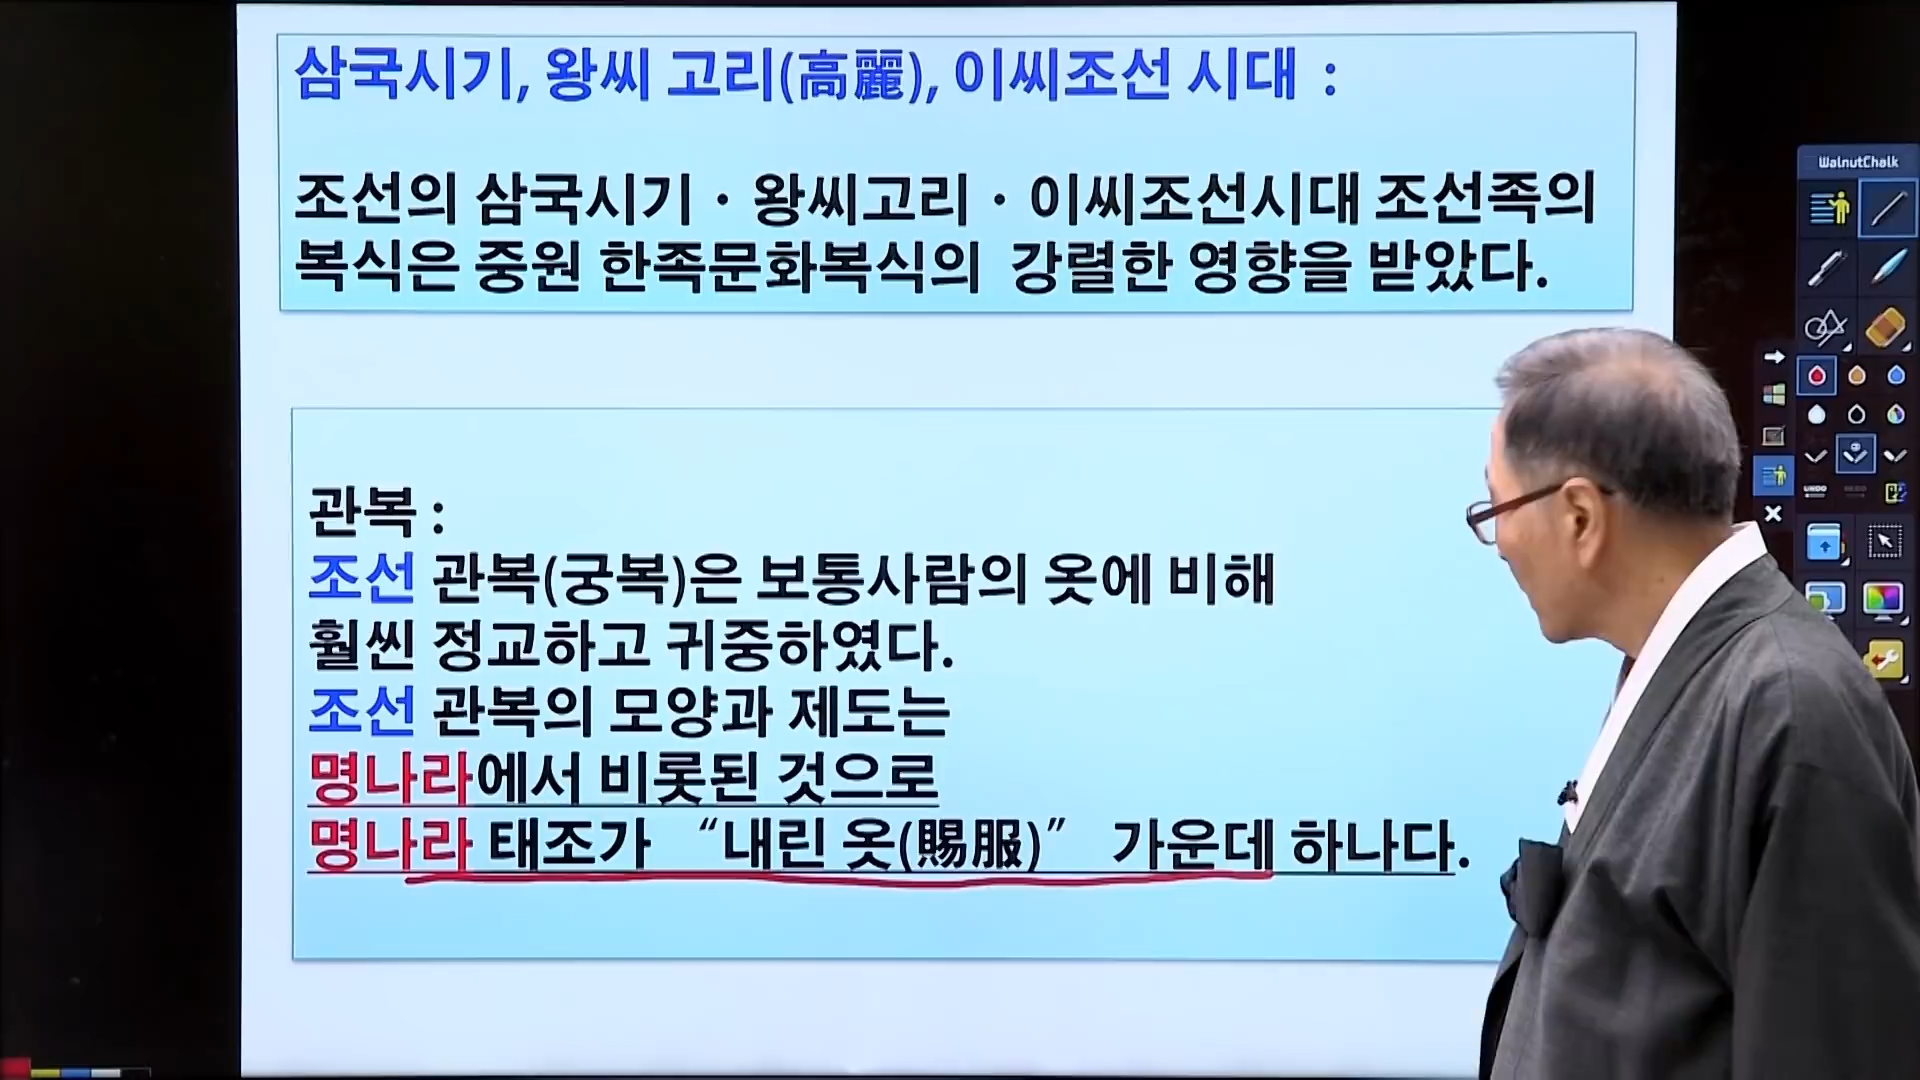 삼국시기, 왕씨 고리(高麗), 이씨조선 시대 :
조선의 삼국시기 · 왕씨고리 · 이씨조선시대 조선족의
복식은 중원 한족문화복식의 강렬한 영향을 받았다.
관복 :
조선 관복(궁복)은 보통사람의 옷에 비해
훨씬 정교하고 귀중하였다.
조선 관복의 모양과 제도는
명나라에서 비롯된 것으로
명나라 태조가 “내린 옷(賜服)” 가운데 하나다.
WalnutChalk
UNDO